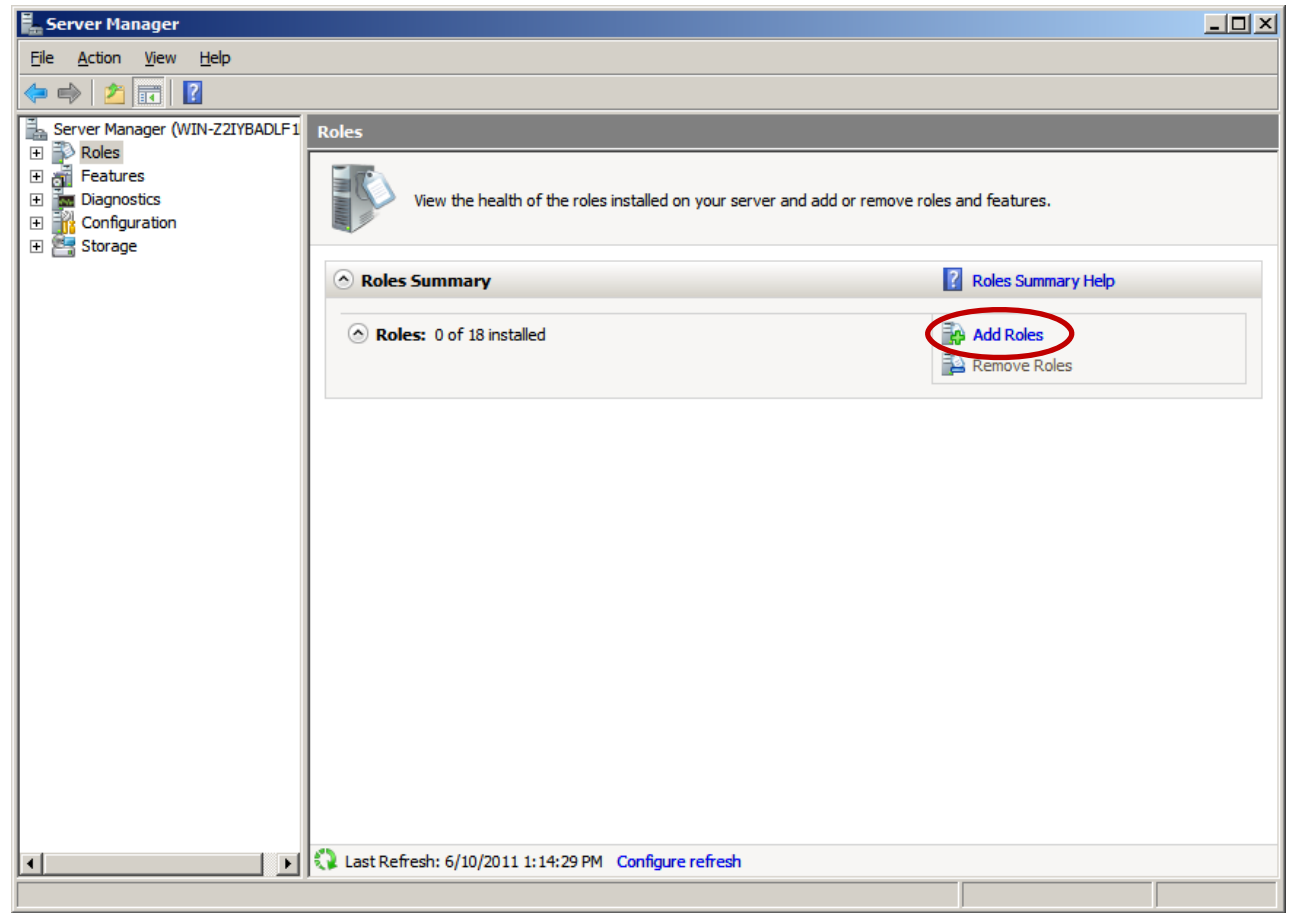 Server Manager
File Action View Help
Server Manager (WIN-Z2IYBADLF1
Roles
Features
Diagnostics
Configuration
Storage
Roles
View the health of the roles installed on your server and add or remove roles and features.
Roles Summary
Roles Summary Help
Roles: 0 of 18 installed
Add Roles
Remove Roles
Last Refresh: 6/10/2011 1:14:29 PM Configure refresh